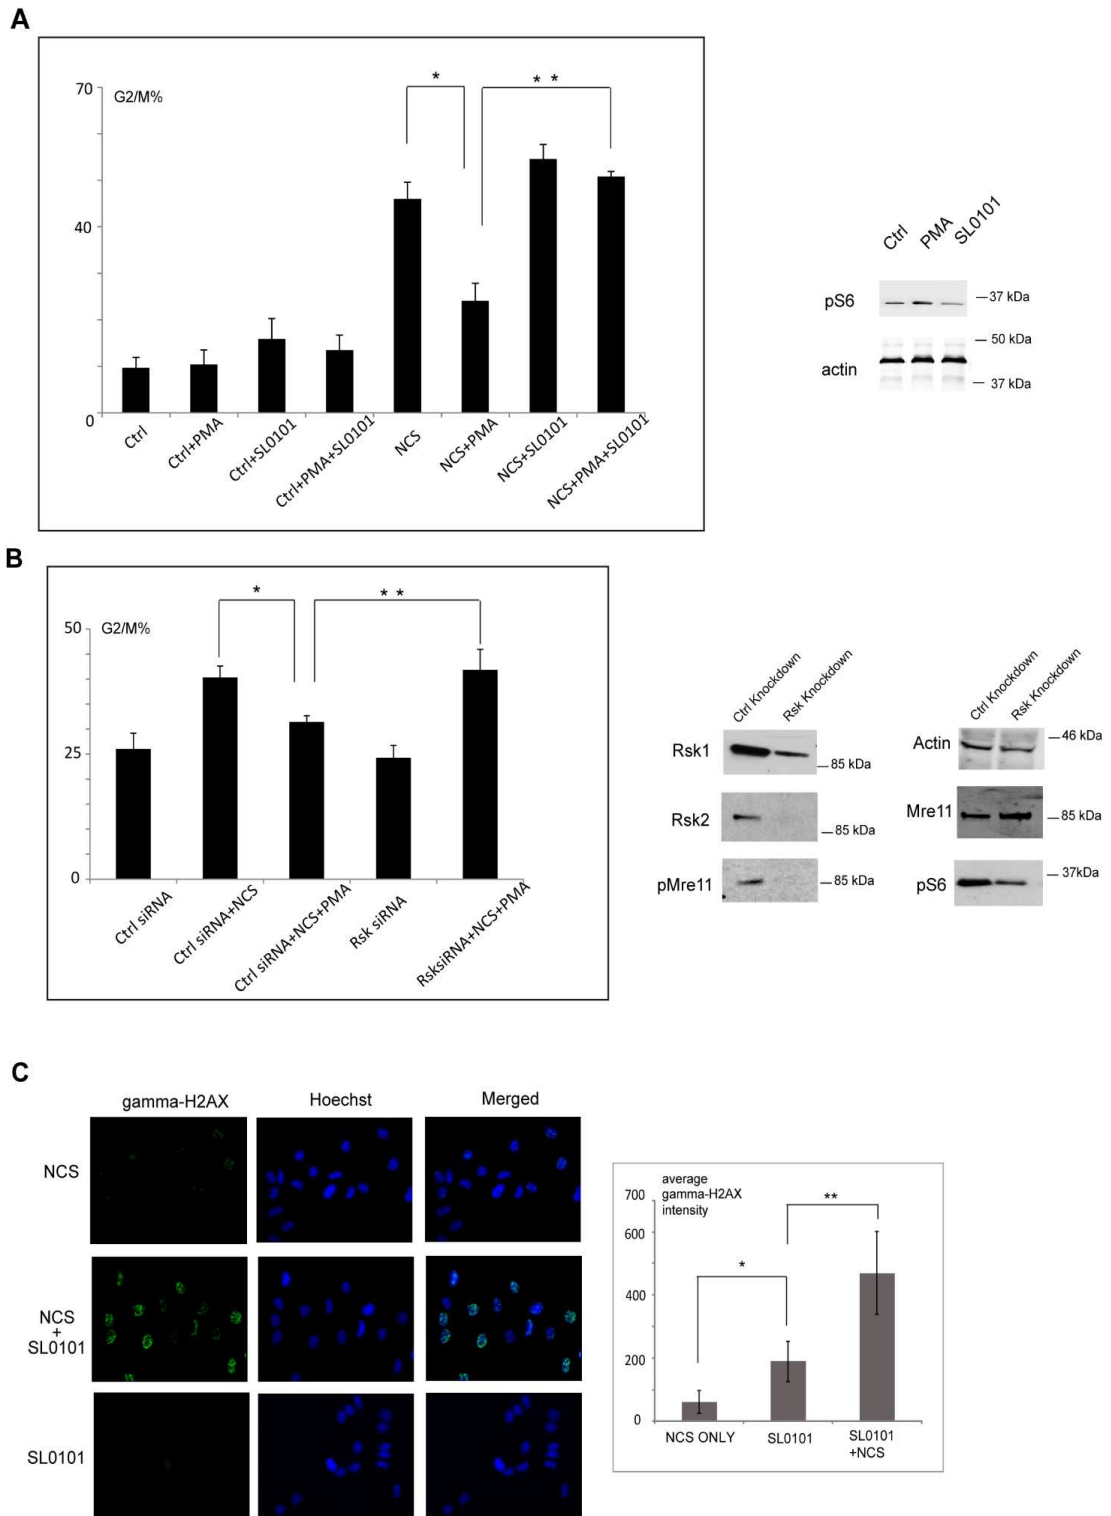 A
70
G2/M%
*
* *
40
0
Ctrl
Ctrl+PMA
Ctrl+SL0101
Ctrl+PMA+SL0101
NCS
NCS+PMA
NCS+SL0101
NCS+PMA+SL0101
Ctrl
PMA
SL0101
pS6
37 kDa
50 kDa
actin
37 kDa
B
50
G2/M%
*
* *
25
0
Ctrl siRNA
Ctrl siRNA+NCS
Ctrl siRNA+NCS+PMA
Rsk siRNA
RsksiRNA+NCS+PMA
Ctrl Knockdown
Rsk Knockdown
Rsk1
85 kDa
Rsk2
85 kDa
pMre11
85 kDa
Ctrl Knockdown
Rsk Knockdown
Actin
46 kDa
Mre11
85 kDa
pS6
37kDa
C
gamma-H2AX
Hoechst
Merged
NCS
NCS
+
SL0101
SL0101
average
gamma-H2AX
intensity
700
600
400
200
0
*
**
NCS ONLY
SL0101
SL0101
+NCS